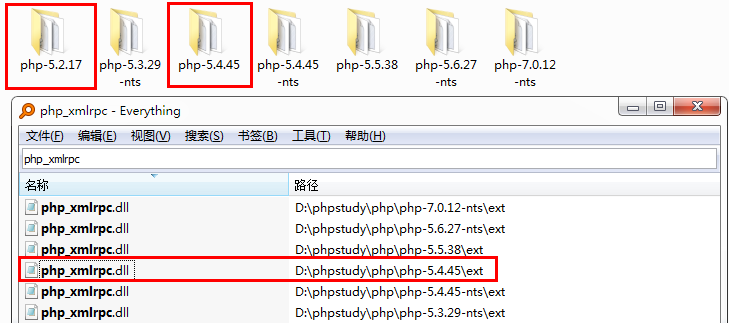 php-5.2.17 php-5.3.29 php-5.4.45 php-5.4.45 php-5.5.38 php-5.6.27 php-7.0.12
-nts -nts -nts -nts
php_xmlrpc - Everything
文件(F) 编辑(E) 视图(V) 搜索(S) 书签(B) 工具(T) 帮助(H)
php_xmlrpc
名称 路径
php_xmlrpc.dll D:\phpstudy\php\php-7.0.12-nts\ext
php_xmlrpc.dll D:\phpstudy\php\php-5.6.27-nts\ext
php_xmlrpc.dll D:\phpstudy\php\php-5.5.38\ext
php_xmlrpc.dll D:\phpstudy\php\php-5.4.45\ext
php_xmlrpc.dll D:\phpstudy\php\php-5.4.45-nts\ext
php_xmlrpc.dll D:\phpstudy\php\php-5.3.29-nts\ext